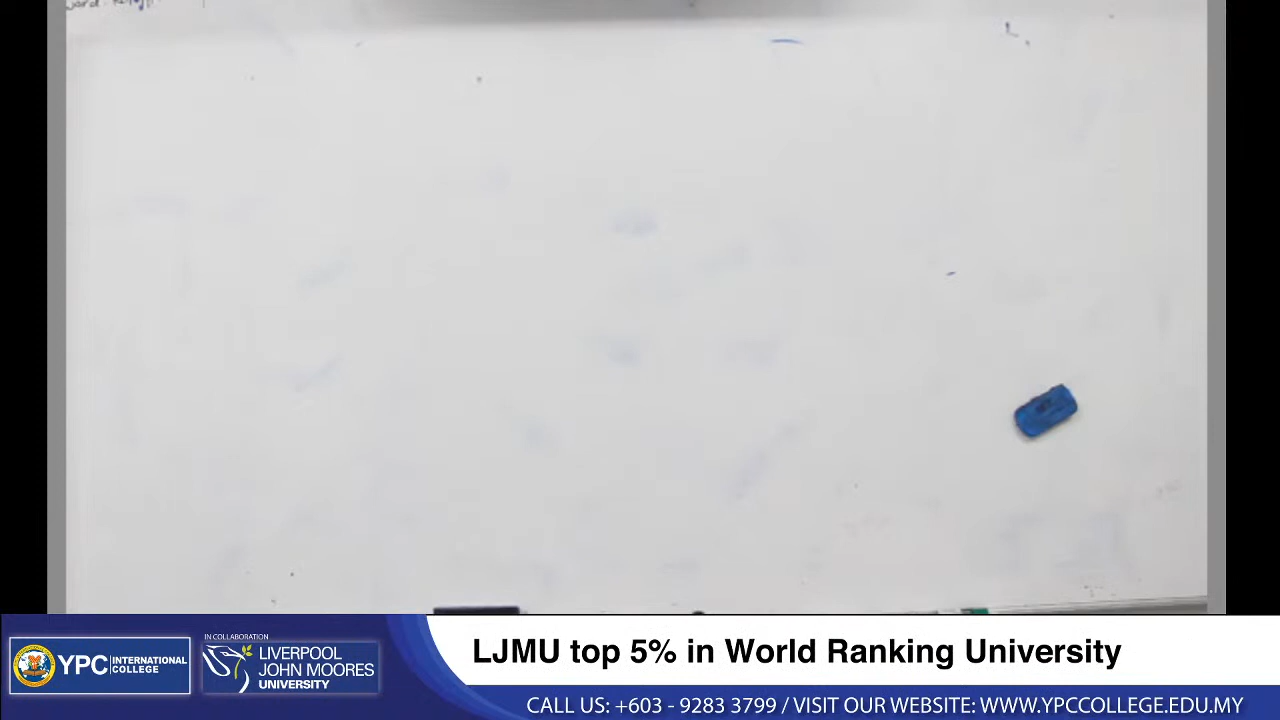 YPC INTERNATIONAL COLLEGE
IN COLLABORATION
LIVERPOOL
JOHN MOORES
UNIVERSITY
LJMU top 5% in World Ranking University
CALL US: +603 - 9283 3799 / VISIT OUR WEBSITE: WWW.YPCCOLLEGE.EDU.MY